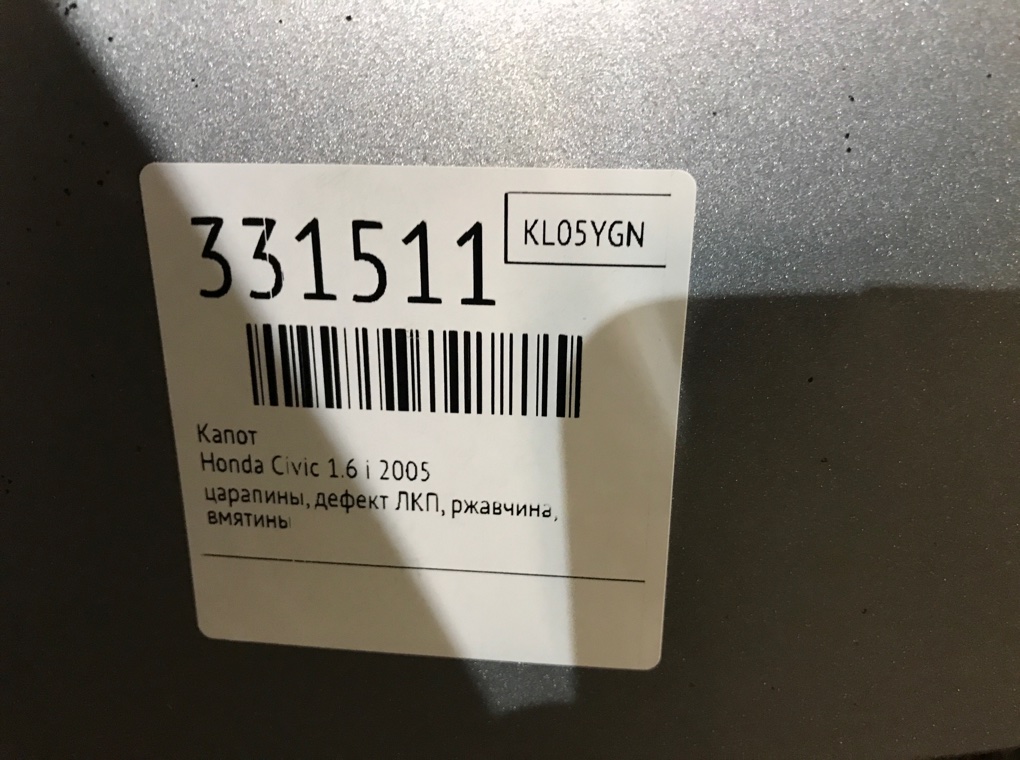 331511
KL05YGN
Капот
Honda Civic 1.6 i 2005
царапины, дефект ЛКП, ржавчина,
вмятины